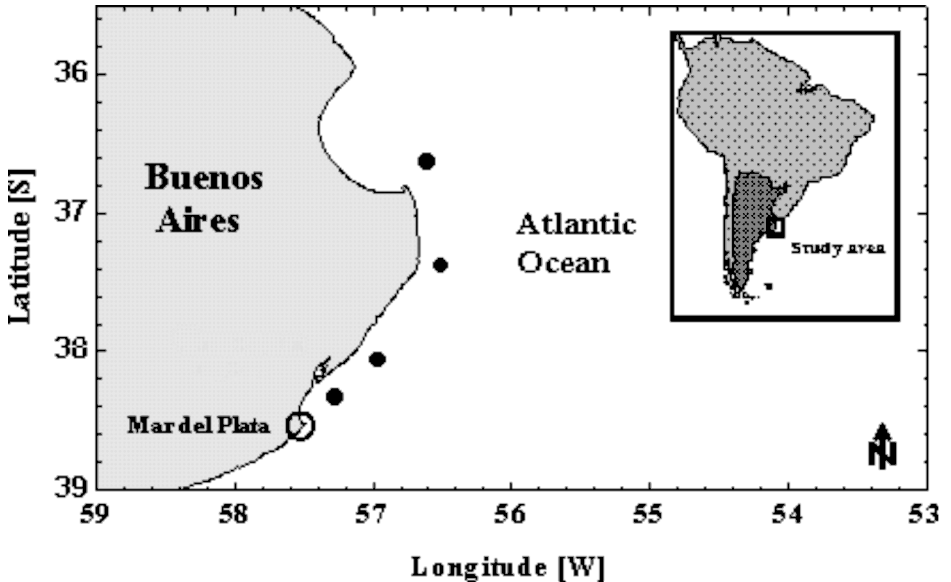 36
37
38
39
Latitude [S]
Buenos
Aires
Atlantic
Ocean
Study area
Mar del Plata
N
59
58
57
56
55
54
53
Longitude [W]